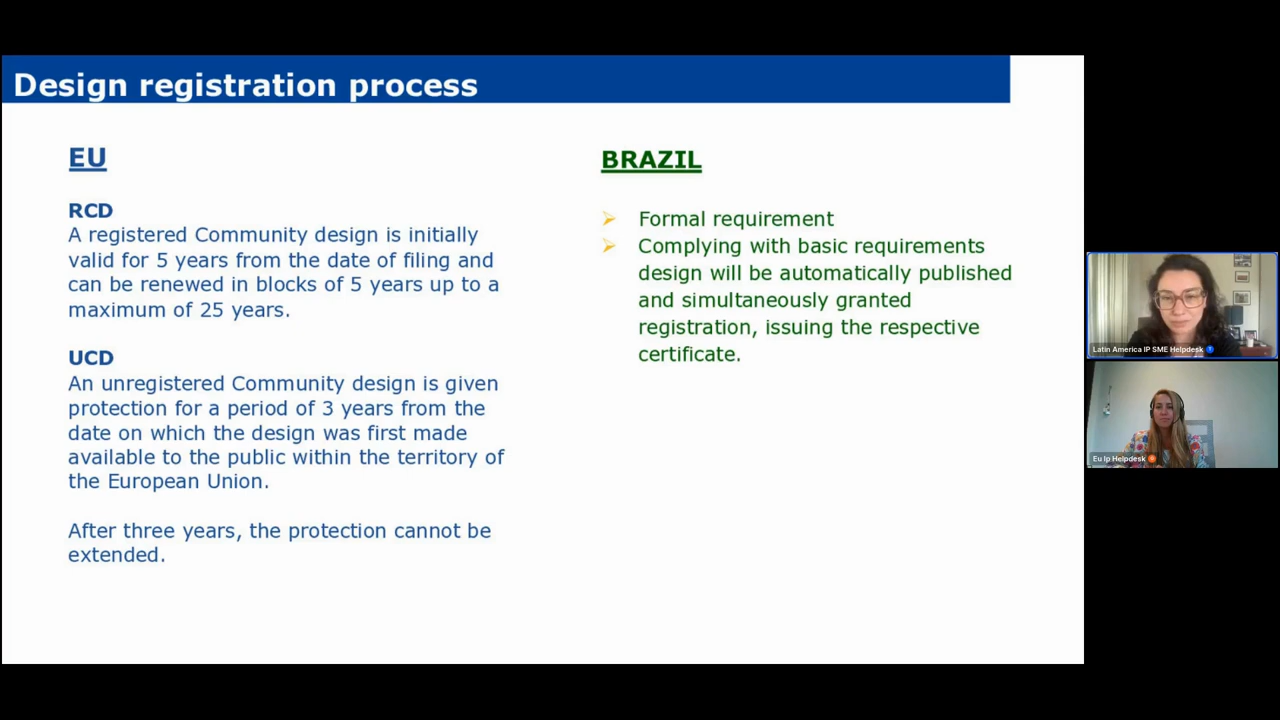 Design registration process
EU
RCD
A registered Community design is initially
valid for 5 years from the date of filing and
can be renewed in blocks of 5 years up to a
maximum of 25 years.
UCD
An unregistered Community design is given
protection for a period of 3 years from the
date on which the design was first made
available to the public within the territory of
the European Union.
After three years, the protection cannot be
extended.
BRAZIL
Formal requirement
Complying with basic requirements
design will be automatically published
and simultaneously granted
registration, issuing the respective
certificate.
Latin America IP SME Helpdesk
Eu Ip Helpdesk